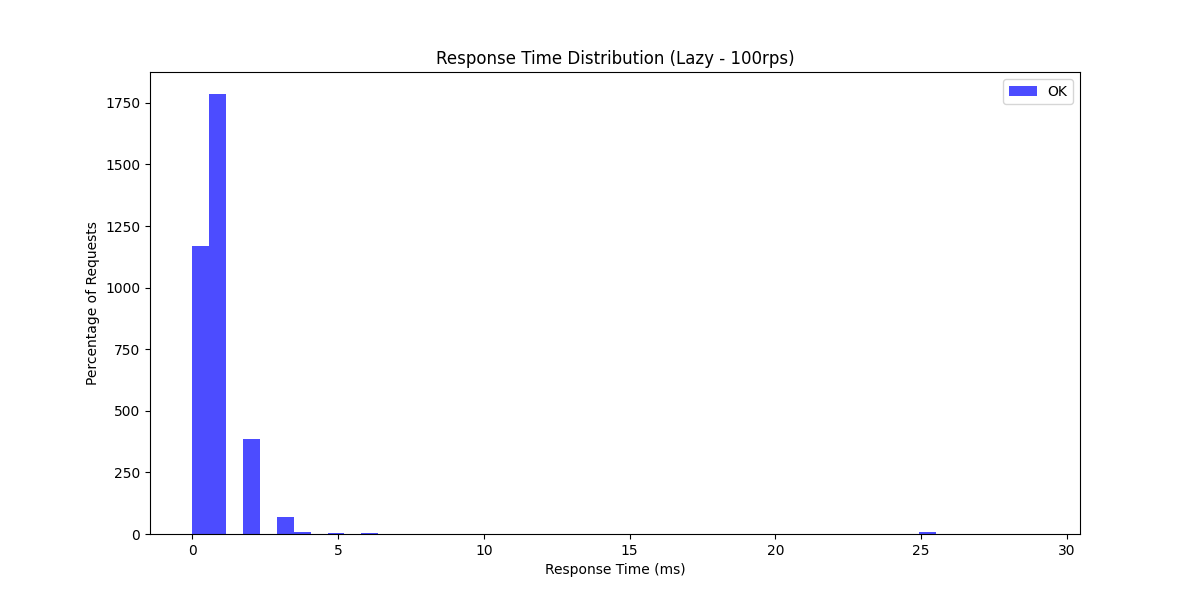 Response Time Distribution (Lazy - 100rps)
OK
Percentage of Requests
1750
1500
1250
1000
750
500
250
0
0 5 10 15 20 25 30
Response Time (ms)